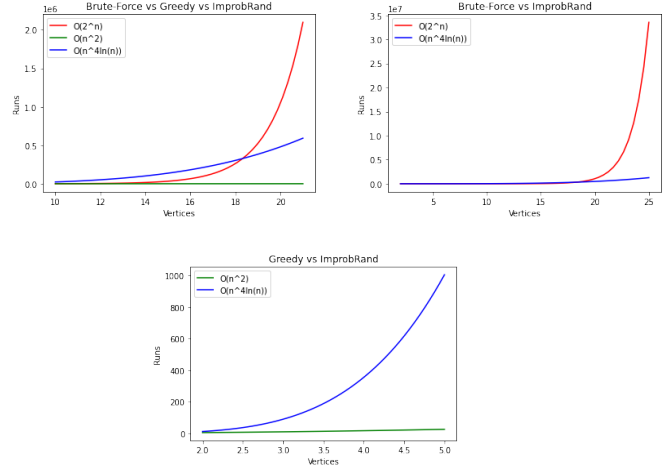 Brute-Force vs Greedy vs ImprobRand
1e6
O(2^n)
O(n^2)
O(n^4ln(n))
2.0
1.5
1.0
0.5
0.0
Runs
10 12 14 16 18 20
Vertices
Brute-Force vs ImprobRand
1e7
O(2^n)
O(n^4ln(n))
3.5
3.0
2.5
2.0
1.5
1.0
0.5
0.0
Runs
5 10 15 20 25
Vertices
Greedy vs ImprobRand
O(n^2)
O(n^4ln(n))
1000
800
600
400
200
0
Runs
2.0 2.5 3.0 3.5 4.0 4.5 5.0
Vertices